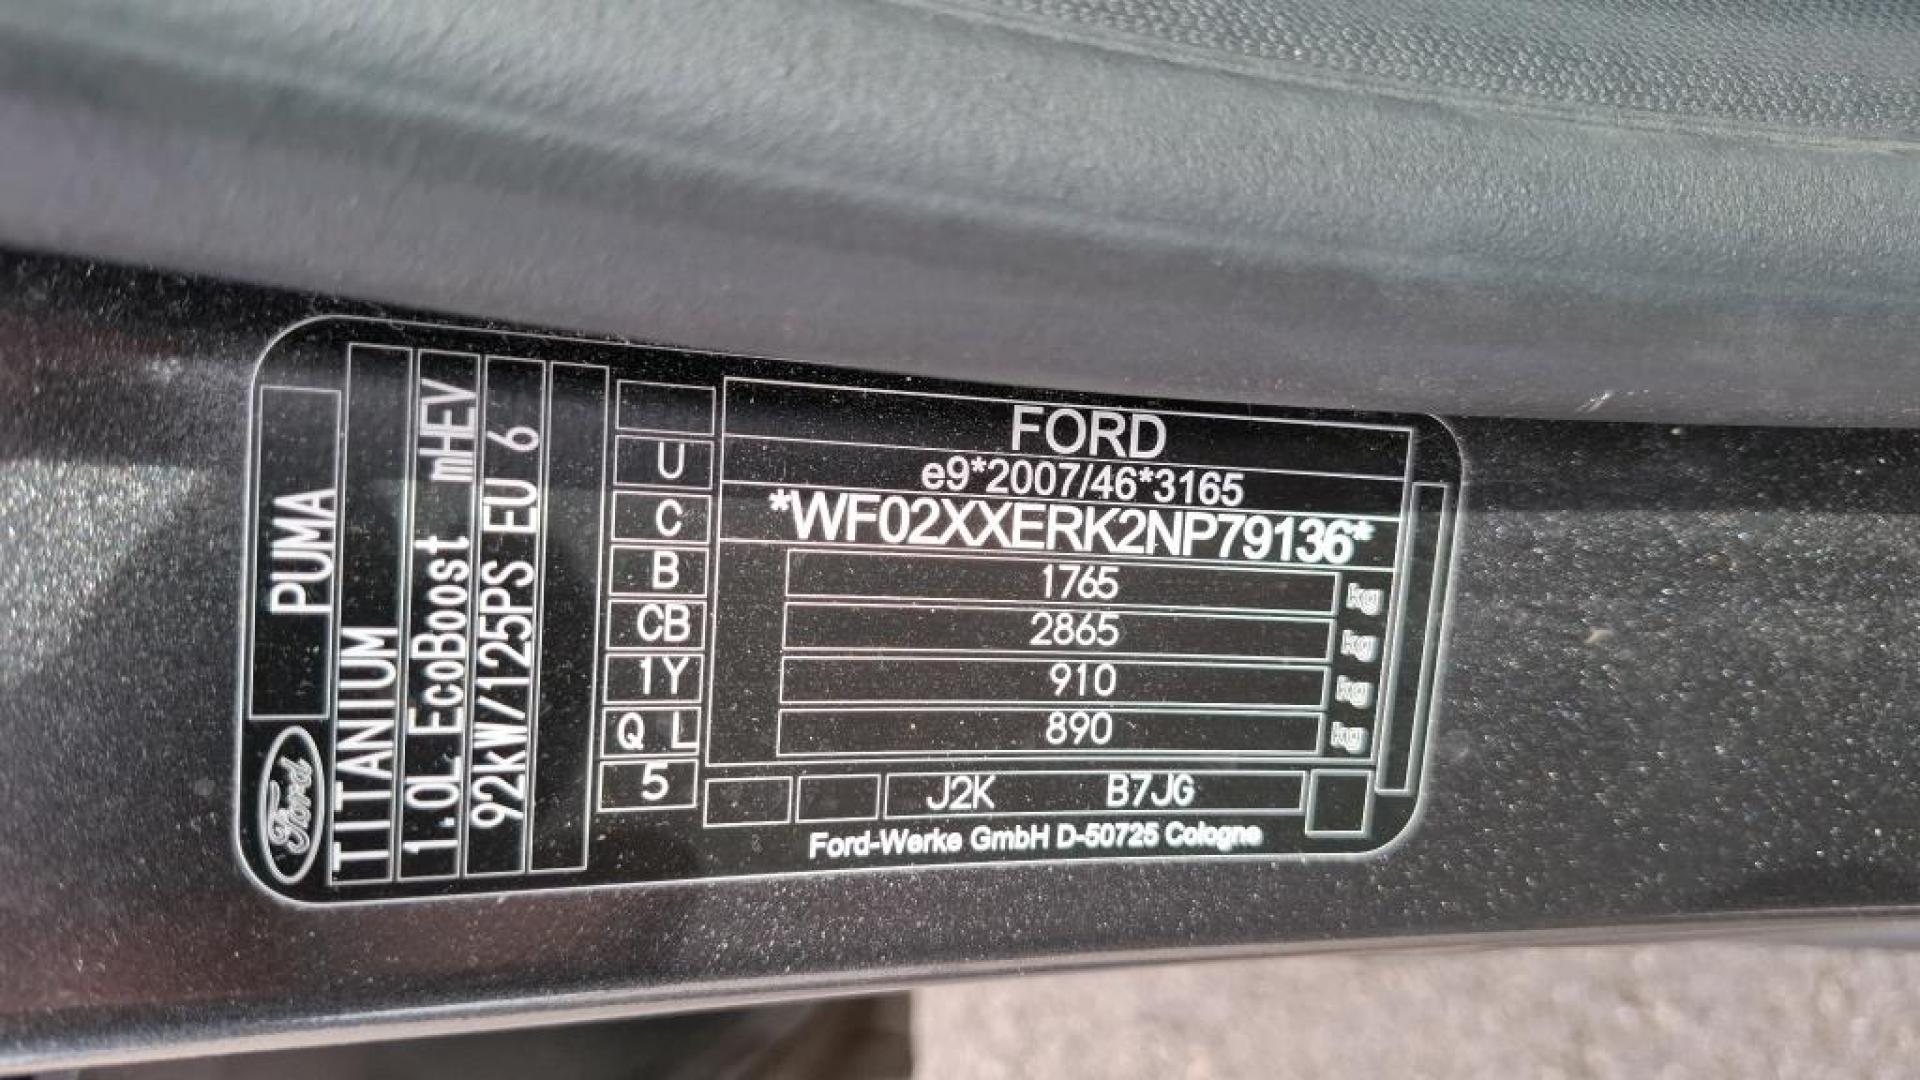 Ford
PUMA
TITANIUM
1.0L EcoBoost mHEV
92kW/125PS EU 6
U
C
B
CB
1Y
Q L
5
FORD
e9*2007/46*3165
*WF02XXERK2NP79136*
1765 kg
2865 kg
910 kg
890 kg
J2K B7JG
Ford-Werke GmbH D-50725 Cologne